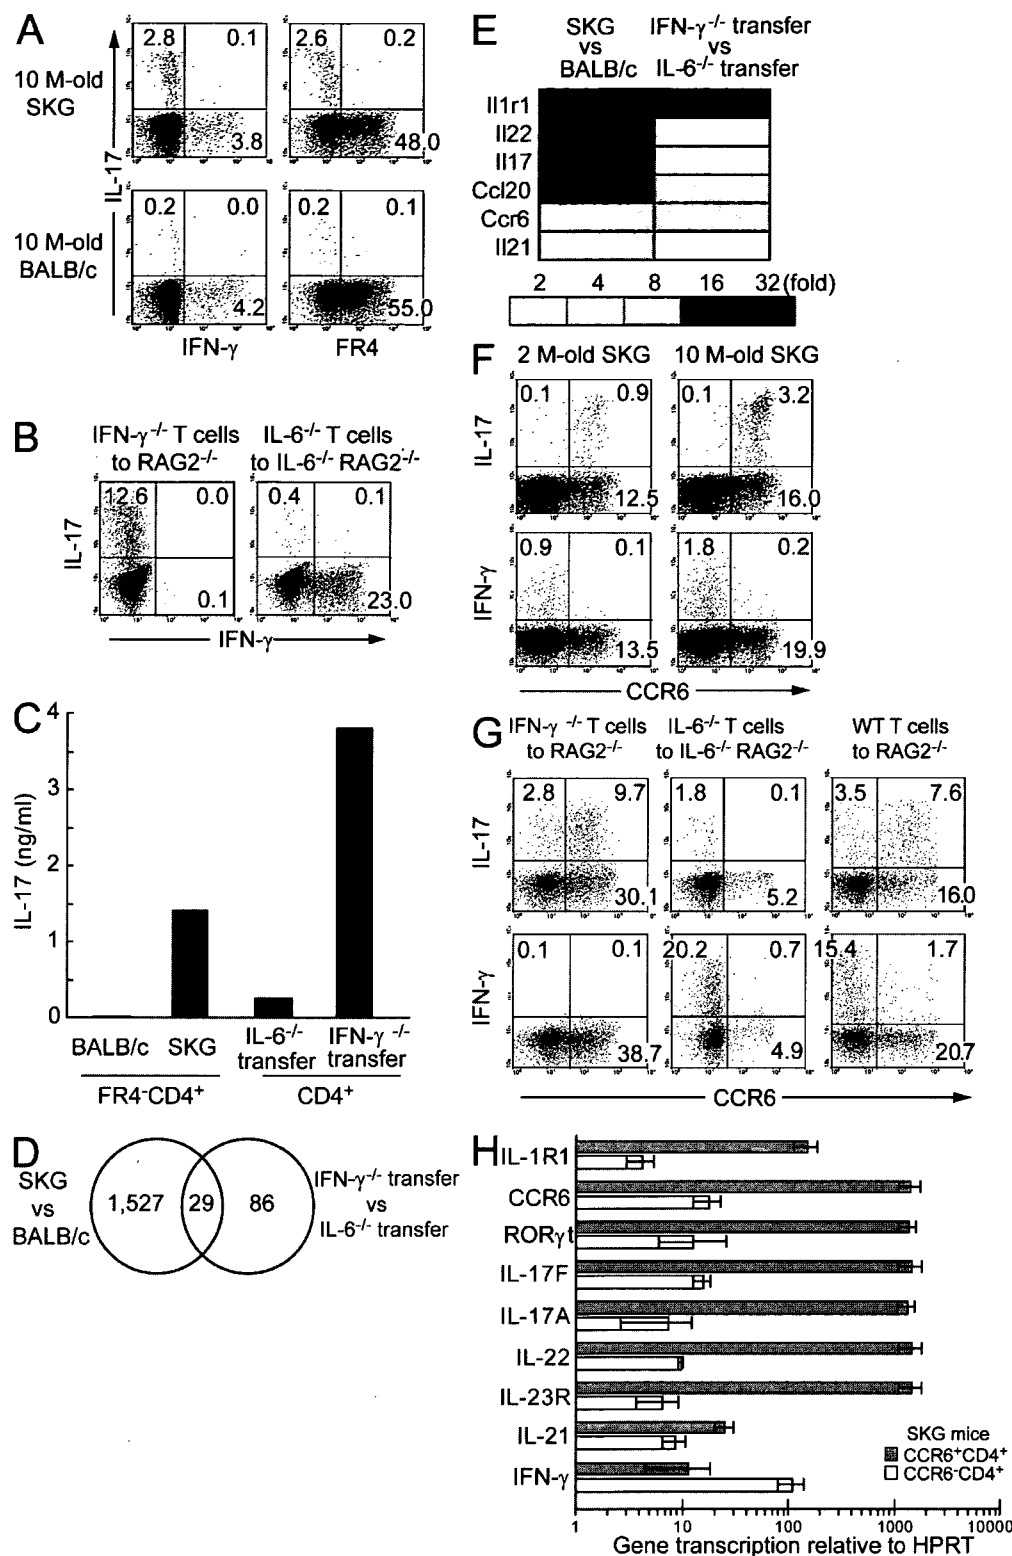 A
10 M-old
SKG
2.8 0.1
3.8
2.6 0.2
48.0
10 M-old
BALB/c
0.2 0.0
4.2
0.2 0.1
55.0
IL-17
IFN-γ FR4
B
IFN-γ-/- T cells
to RAG2-/-
IL-6-/- T cells
to IL-6-/- RAG2-/-
12.6 0.0
0.1
0.4 0.1
23.0
IL-17
IFN-γ
C
IL-17 (ng/ml)
4
3
2
1
0
BALB/c SKG
IL-6-/-
transfer
IFN-γ -/-
transfer
FR4-CD4+
CD4+
D
SKG
vs
BALB/c
1,527 29 86
IFN-γ-/- transfer
vs
IL-6-/- transfer
E
SKG
vs
BALB/c
IFN-γ-/- transfer
vs
IL-6-/- transfer
Il1r1
Il22
Il17
Ccl20
Ccr6
Il21
2 4 8 16 32(fold)
F
2 M-old SKG 10 M-old SKG
IL-17
0.1 0.9
12.5
0.1 3.2
16.0
IFN-γ
0.9 0.1
13.5
1.8 0.2
19.9
CCR6
G
IFN-γ -/- T cells
to RAG2-/-
IL-6-/- T cells
to IL-6-/- RAG2-/-
WT T cells
to RAG2-/-
IL-17
2.8 9.7
30.1
1.8 0.1
5.2
3.5 7.6
16.0
IFN-γ
0.1 0.1
38.7
20.2 0.7
4.9
15.4 1.7
20.7
CCR6
H
IL-1R1
CCR6
RORγt
IL-17F
IL-17A
IL-22
IL-23R
IL-21
IFN-γ
SKG mice
CCR6+CD4+
CCR6-CD4+
1 10 100 1000 10000
Gene transcription relative to HPRT